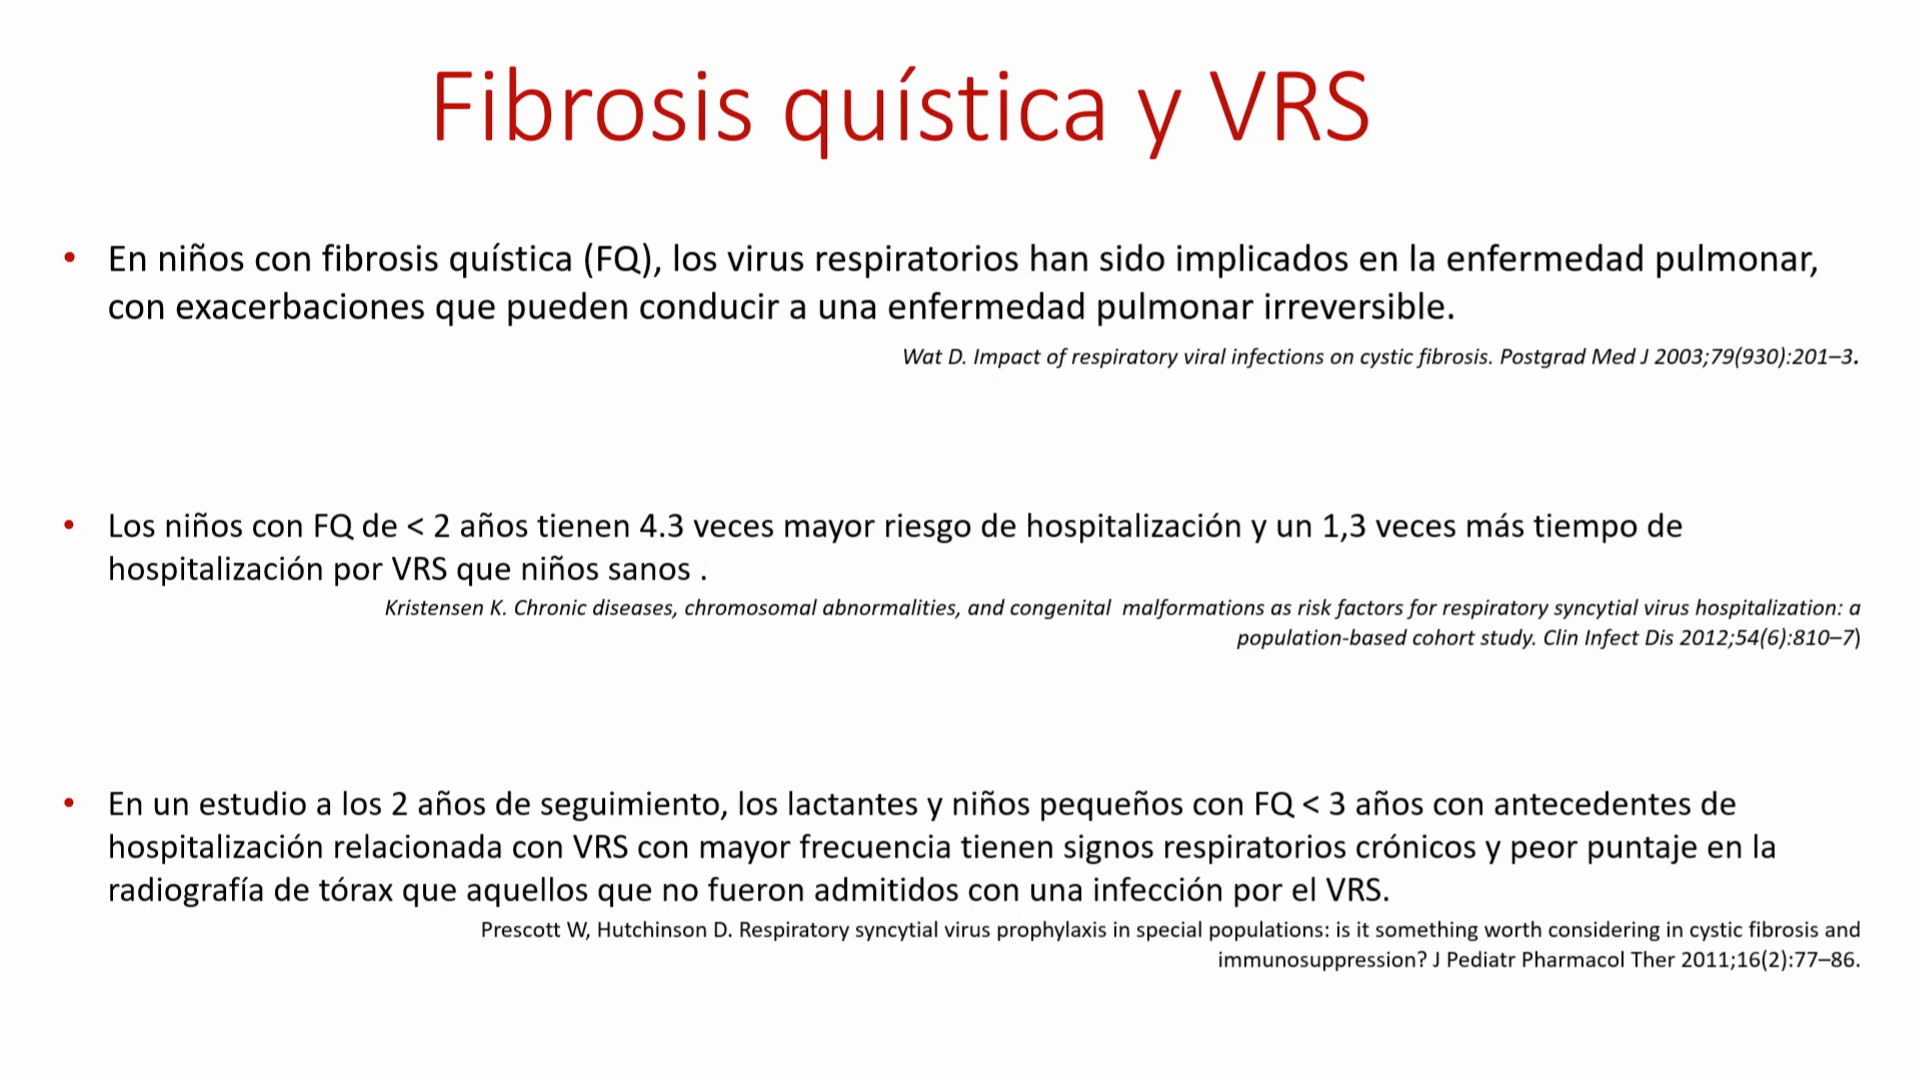 Fibrosis quística y VRS
• En niños con fibrosis quística (FQ), los virus respiratorios han sido implicados en la enfermedad pulmonar,
con exacerbaciones que pueden conducir a una enfermedad pulmonar irreversible.
Wat D. Impact of respiratory viral infections on cystic fibrosis. Postgrad Med J 2003;79(930):201–3.
• Los niños con FQ de < 2 años tienen 4.3 veces mayor riesgo de hospitalización y un 1,3 veces más tiempo de
hospitalización por VRS que niños sanos .
Kristensen K. Chronic diseases, chromosomal abnormalities, and congenital malformations as risk factors for respiratory syncytial virus hospitalization: a
population-based cohort study. Clin Infect Dis 2012;54(6):810–7)
• En un estudio a los 2 años de seguimiento, los lactantes y niños pequeños con FQ < 3 años con antecedentes de
hospitalización relacionada con VRS con mayor frecuencia tienen signos respiratorios crónicos y peor puntaje en la
radiografía de tórax que aquellos que no fueron admitidos con una infección por el VRS.
Prescott W, Hutchinson D. Respiratory syncytial virus prophylaxis in special populations: is it something worth considering in cystic fibrosis and
immunosuppression? J Pediatr Pharmacol Ther 2011;16(2):77–86.